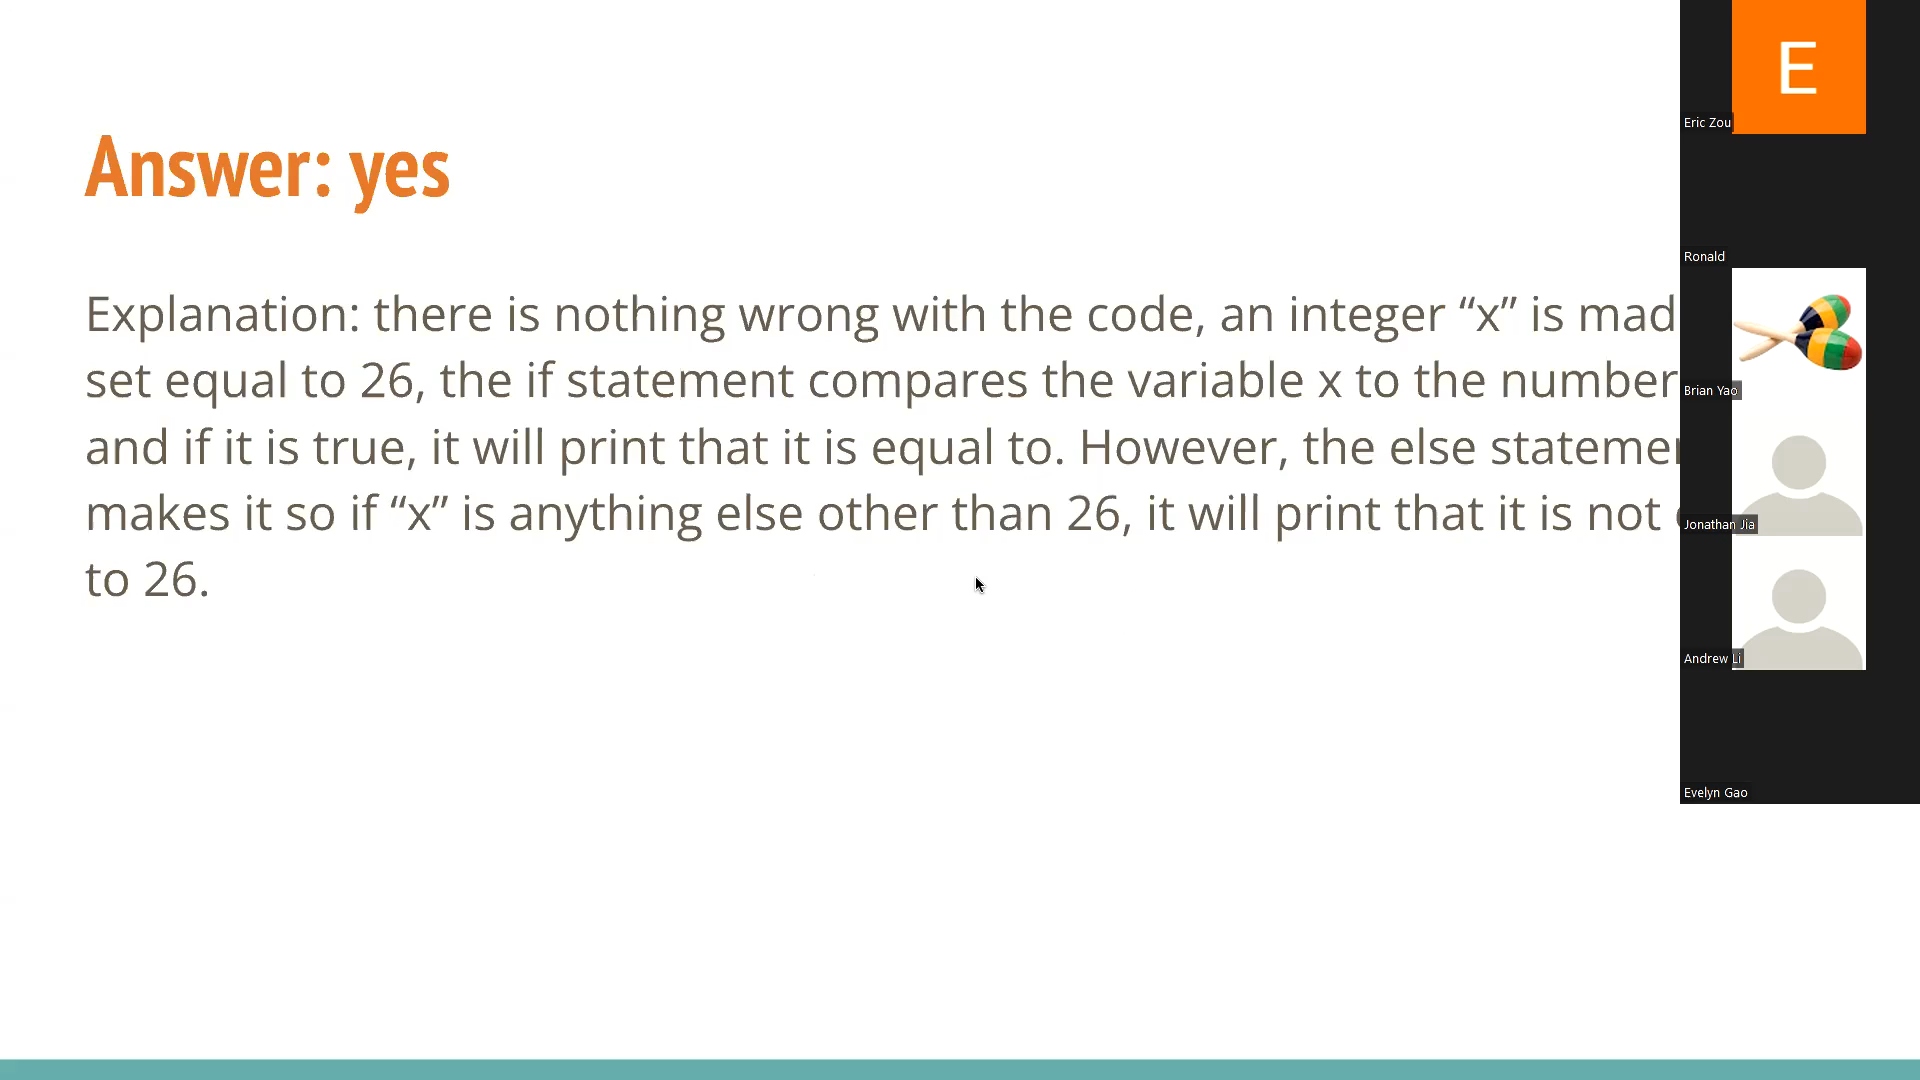 Answer: yes
Explanation: there is nothing wrong with the code, an integer “x” is mad
set equal to 26, the if statement compares the variable x to the number
and if it is true, it will print that it is equal to. However, the else statemen
makes it so if “x” is anything else other than 26, it will print that it is not
to 26.
E
Eric Zou
Ronald
Brian Yao
Jonathan Jia
Andrew Li
Evelyn Gao